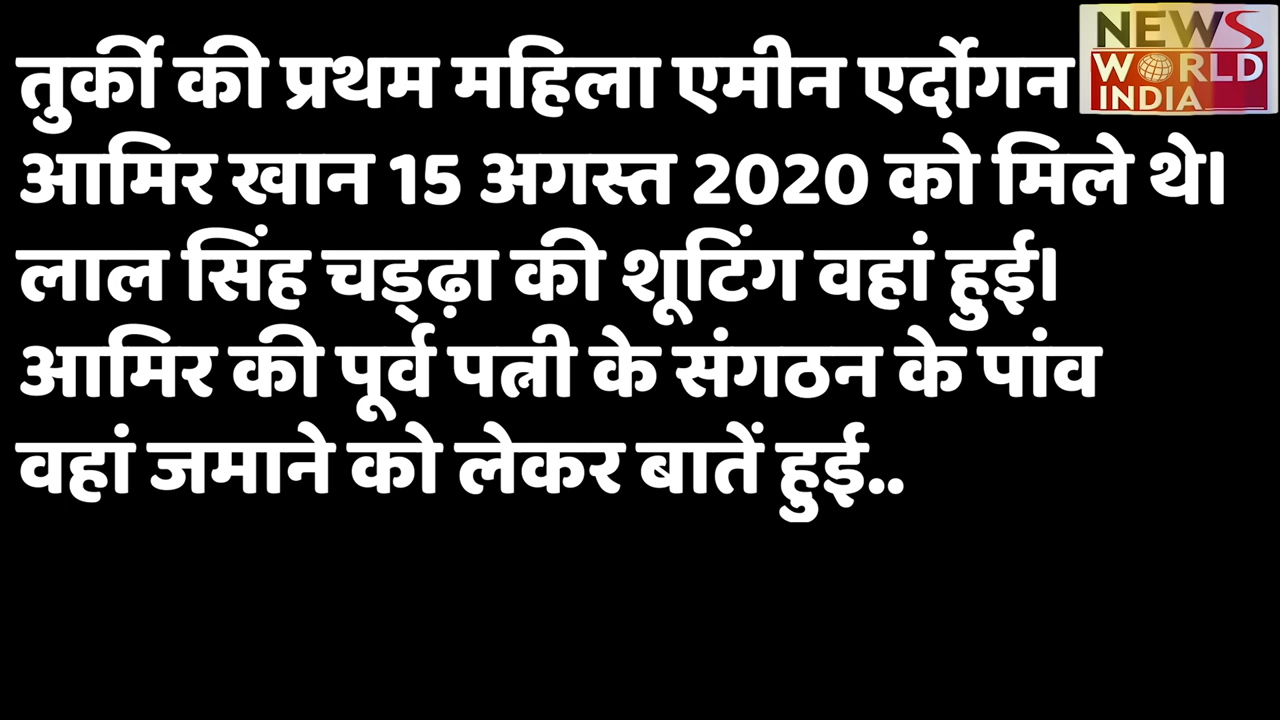 तुर्की की प्रथम महिला एमीन एर्दोगन
आमिर खान 15 अगस्त 2020 को मिले थे।
लाल सिंह चड्ढ़ा की शूटिंग वहां हुई।
आमिर की पूर्व पत्नी के संगठन के पांव
वहां जमाने को लेकर बातें हुई..
NEWS
WORLD
INDIA